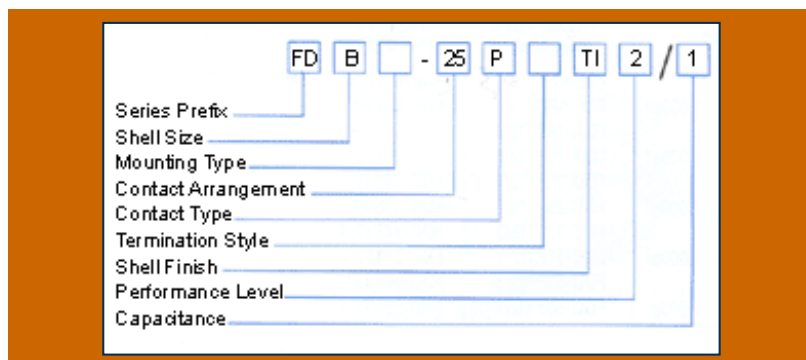 FD B - 25 P TI 2 / 1
Series Prefix
Shell Size
Mounting Type
Contact Arrangement
Contact Type
Termination Style
Shell Finish
Performance Level
Capacitance